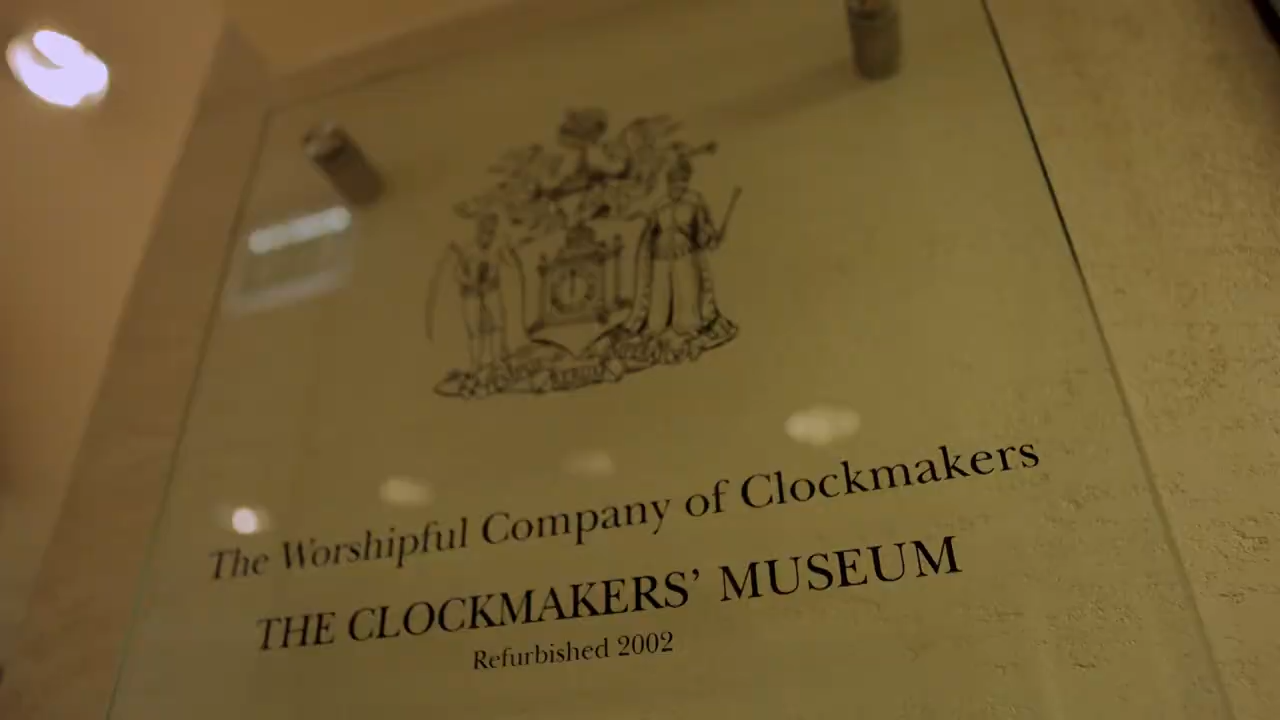 The Worshipful Company of Clockmakers
THE CLOCKMAKERS' MUSEUM
Refurbished 2002